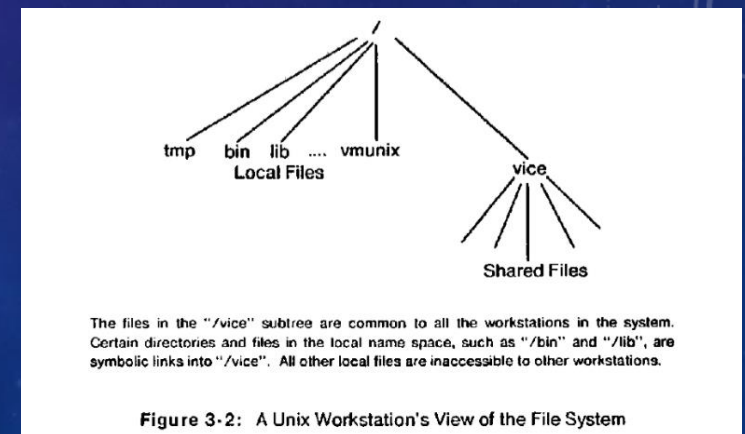 /
tmp bin lib .... vmunix
Local Files
vice
Shared Files
The files in the "/vice" subtree are common to all the workstations in the system.
Certain directories and files in the local name space, such as "/bin" and "/lib", are
symbolic links into "/vice". All other local files are inaccessible to other workstations.
Figure 3-2: A Unix Workstation's View of the File System